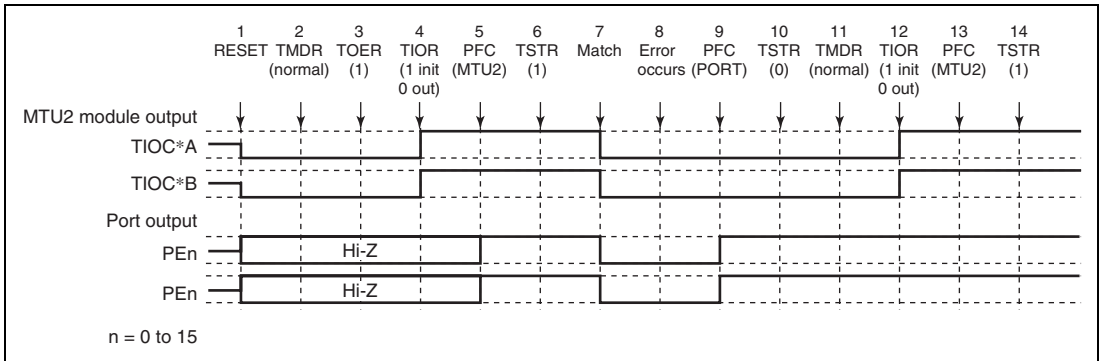 1 2 3 4 5 6 7 8 9 10 11 12 13 14
RESET TMDR TOER TIOR PFC TSTR Match Error PFC TSTR TMDR TIOR PFC TSTR
(normal) (1) (1 init (MTU2) (1) occurs (PORT) (0) (normal) (1 init (MTU2) (1)
0 out) 0 out)
MTU2 module output
TIOC*A
TIOC*B
Port output
PEn Hi-Z
PEn Hi-Z
n = 0 to 15